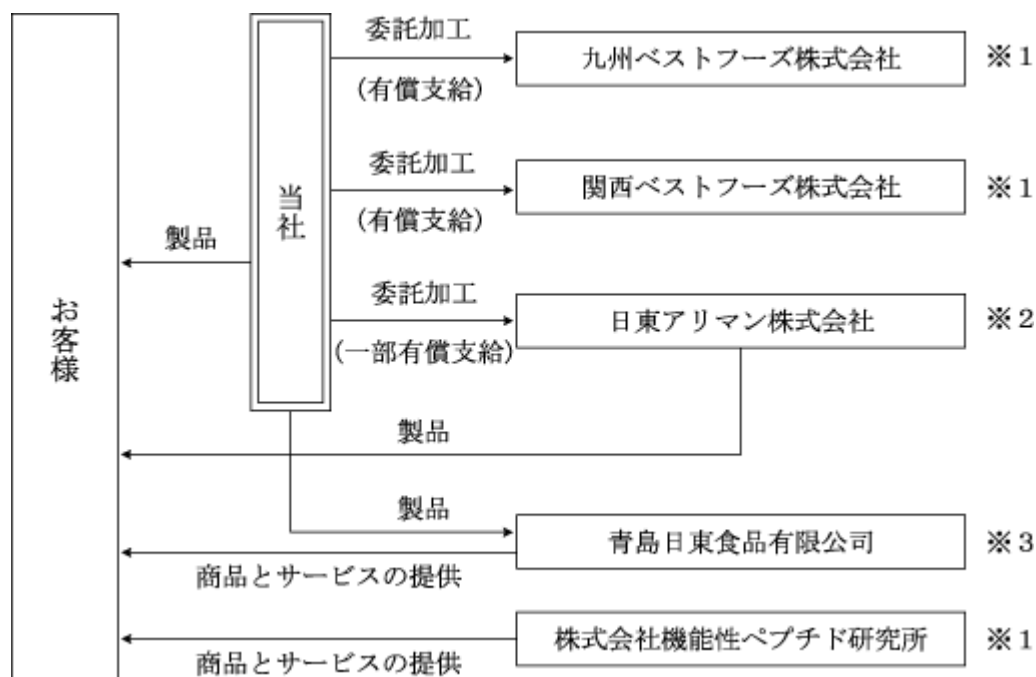 委託加工
九州ベストフーズ株式会社 ※1
(有償支給)
委託加工
関西ベストフーズ株式会社 ※1
(有償支給)
当社
製品
委託加工
日東アリマン株式会社 ※2
(一部有償支給)
お客様
製品
製品
青島日東食品有限公司 ※3
商品とサービスの提供
株式会社機能性ペプチド研究所 ※1
商品とサービスの提供